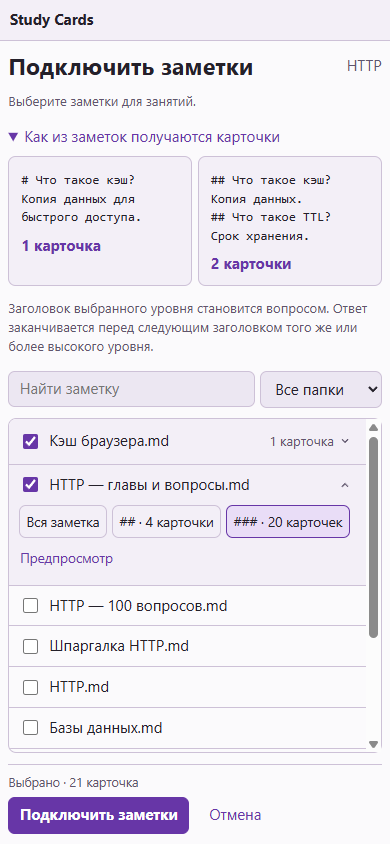 Study Cards
Подключить заметки
HTTP
Выберите заметки для занятий.
▼ Как из заметок получаются карточки
# Что такое кэш?
Копия данных для
быстрого доступа.
1 карточка
## Что такое кэш?
Копия данных.
## Что такое TTL?
Срок хранения.
2 карточки
Заголовок выбранного уровня становится вопросом. Ответ
заканчивается перед следующим заголовком того же или
более высокого уровня.
Найти заметку
Все папки
Кэш браузера.md
1 карточка
HTTP — главы и вопросы.md
Вся заметка
## · 4 карточки
### · 20 карточек
Предпросмотр
HTTP — 100 вопросов.md
Шпаргалка HTTP.md
HTTP.md
Базы данных.md
Выбрано · 21 карточка
Подключить заметки
Отмена